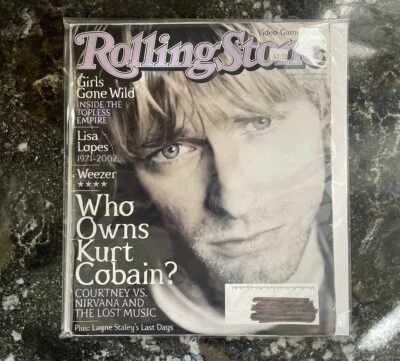 Video-Game
Rolling Stone
Girls
Gone Wild
INSIDE THE
TOPLESS
EMPIRE
Lisa
Lopes
1971-2002
Weezer
★★★★
Who
Owns
Kurt
Cobain?
COURTNEY VS.
NIRVANA AND
THE LOST MUSIC
Plus: Layne Staley's Last Days